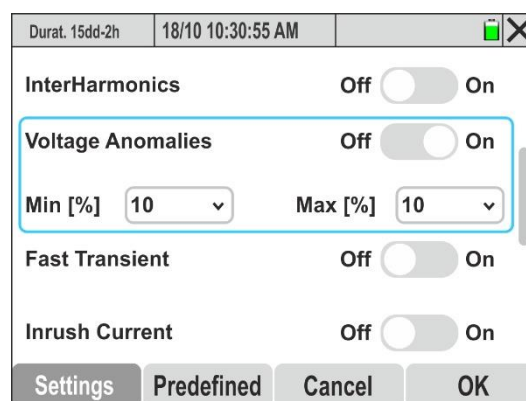 Durat. 15dd-2h 18/10 10:30:55 AM
InterHarmonics Off On
Voltage Anomalies Off On
Min [%] 10 Max [%] 10
Fast Transient Off On
Inrush Current Off On
Settings Predefined Cancel OK